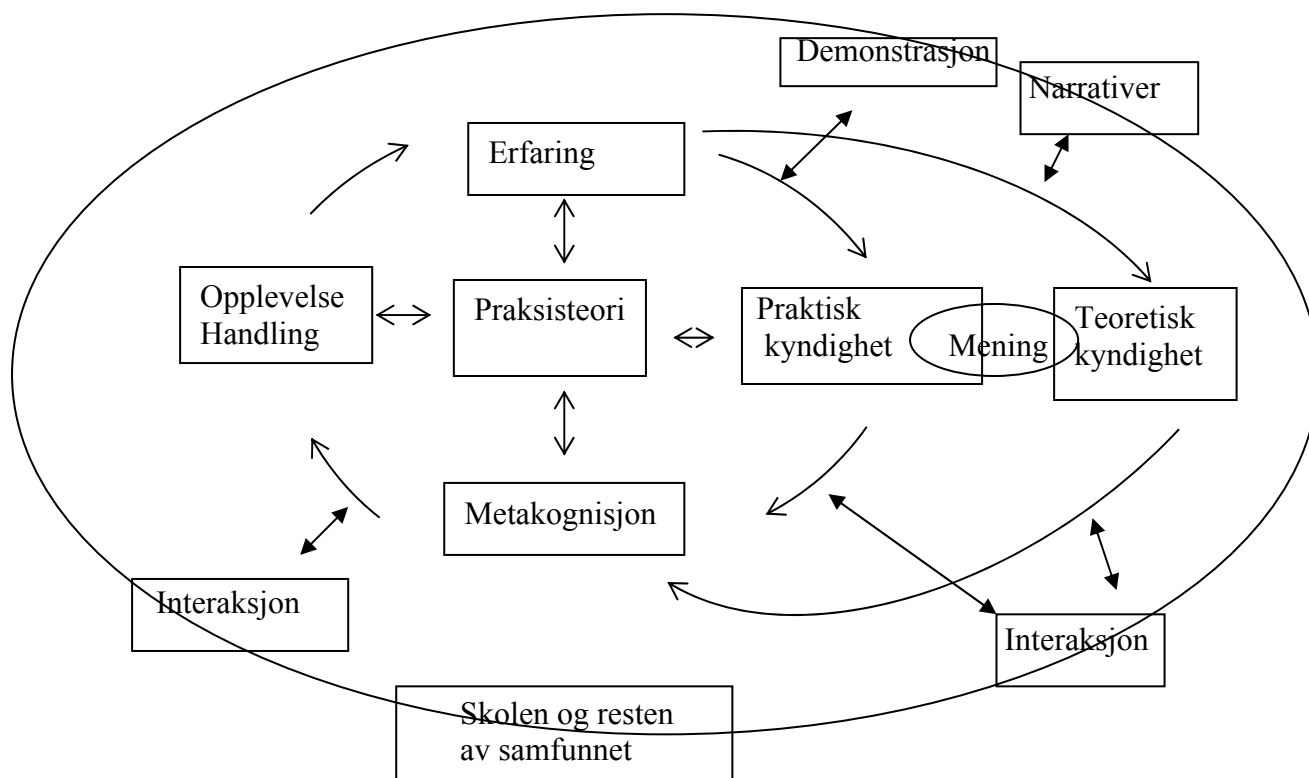 Demonstrasjon
Narrativer
Erfaring
Opplevelse
Handling
Praksisteori
Praktisk
kyndighet
Mening
Teoretisk
kyndighet
Metakognisjon
Interaksjon
Interaksjon
Skolen og resten
av samfunnet